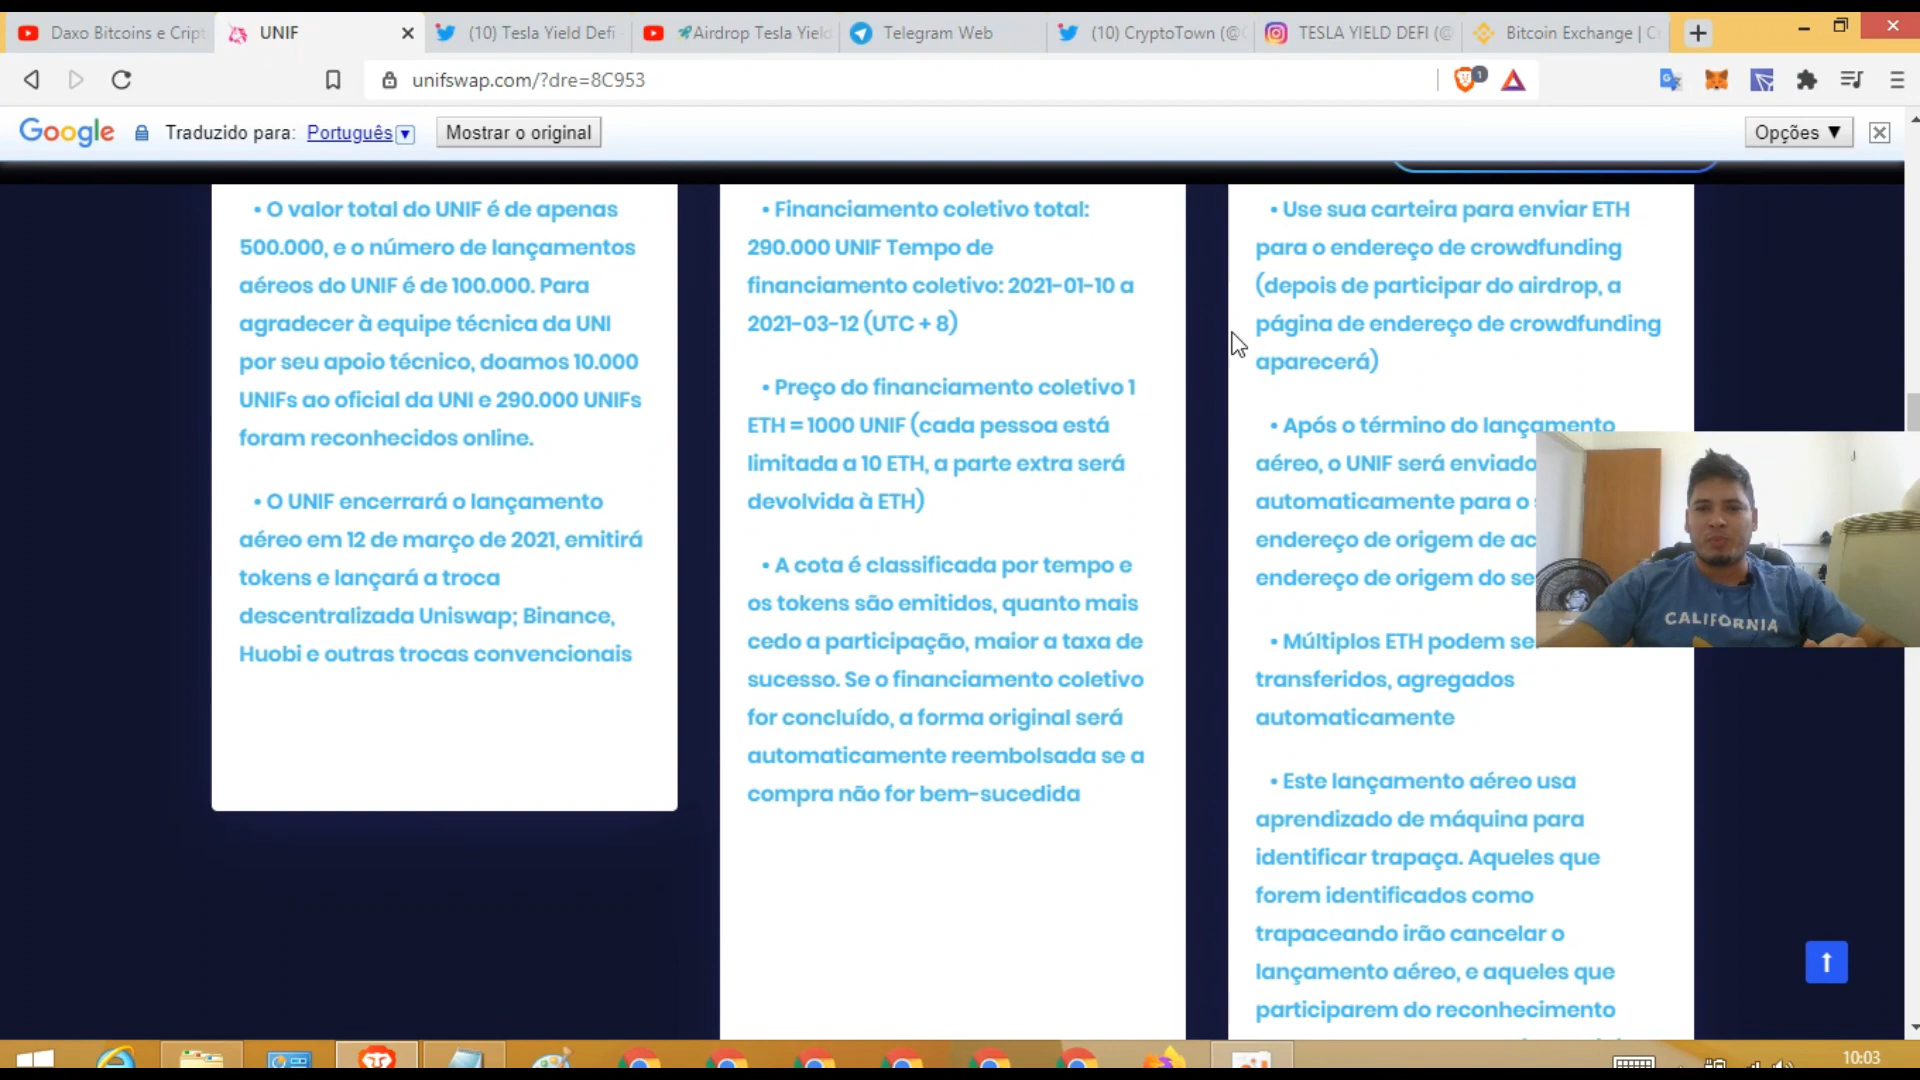 Daxo Bitcoins e Cript
UNIF
(10) Tesla Yield Defi -
Airdrop Tesla Yield
Telegram Web
(10) CryptoTown (@
TESLA YIELD DEFI (@
Bitcoin Exchange | C
unifswap.com/?dre=8C953
1
Google
Traduzido para: Português
Mostrar o original
Opções ▼
• O valor total do UNIF é de apenas
500.000, e o número de lançamentos
aéreos do UNIF é de 100.000. Para
agradecer à equipe técnica da UNI
por seu apoio técnico, doamos 10.000
UNIFs ao oficial da UNI e 290.000 UNIFs
foram reconhecidos online.
• O UNIF encerrará o lançamento
aéreo em 12 de março de 2021, emitirá
tokens e lançará a troca
descentralizada Uniswap; Binance,
Huobi e outras trocas convencionais
• Financiamento coletivo total:
290.000 UNIF Tempo de
financiamento coletivo: 2021-01-10 a
2021-03-12 (UTC + 8)
• Preço do financiamento coletivo 1
ETH = 1000 UNIF (cada pessoa está
limitada a 10 ETH, a parte extra será
devolvida à ETH)
• A cota é classificada por tempo e
os tokens são emitidos, quanto mais
cedo a participação, maior a taxa de
sucesso. Se o financiamento coletivo
for concluído, a forma original será
automaticamente reembolsada se a
compra não for bem-sucedida
• Use sua carteira para enviar ETH
para o endereço de crowdfunding
(depois de participar do airdrop, a
página de endereço de crowdfunding
aparecerá)
• Após o término do lançamento
aéreo, o UNIF será enviado
automaticamente para o s
endereço de origem de ac
endereço de origem do se
• Múltiplos ETH podem se
transferidos, agregados
automaticamente
• Este lançamento aéreo usa
aprendizado de máquina para
identificar trapaça. Aqueles que
forem identificados como
trapaceando irão cancelar o
lançamento aéreo, e aqueles que
participarem do reconhecimento
CALIFORNIA
10:03